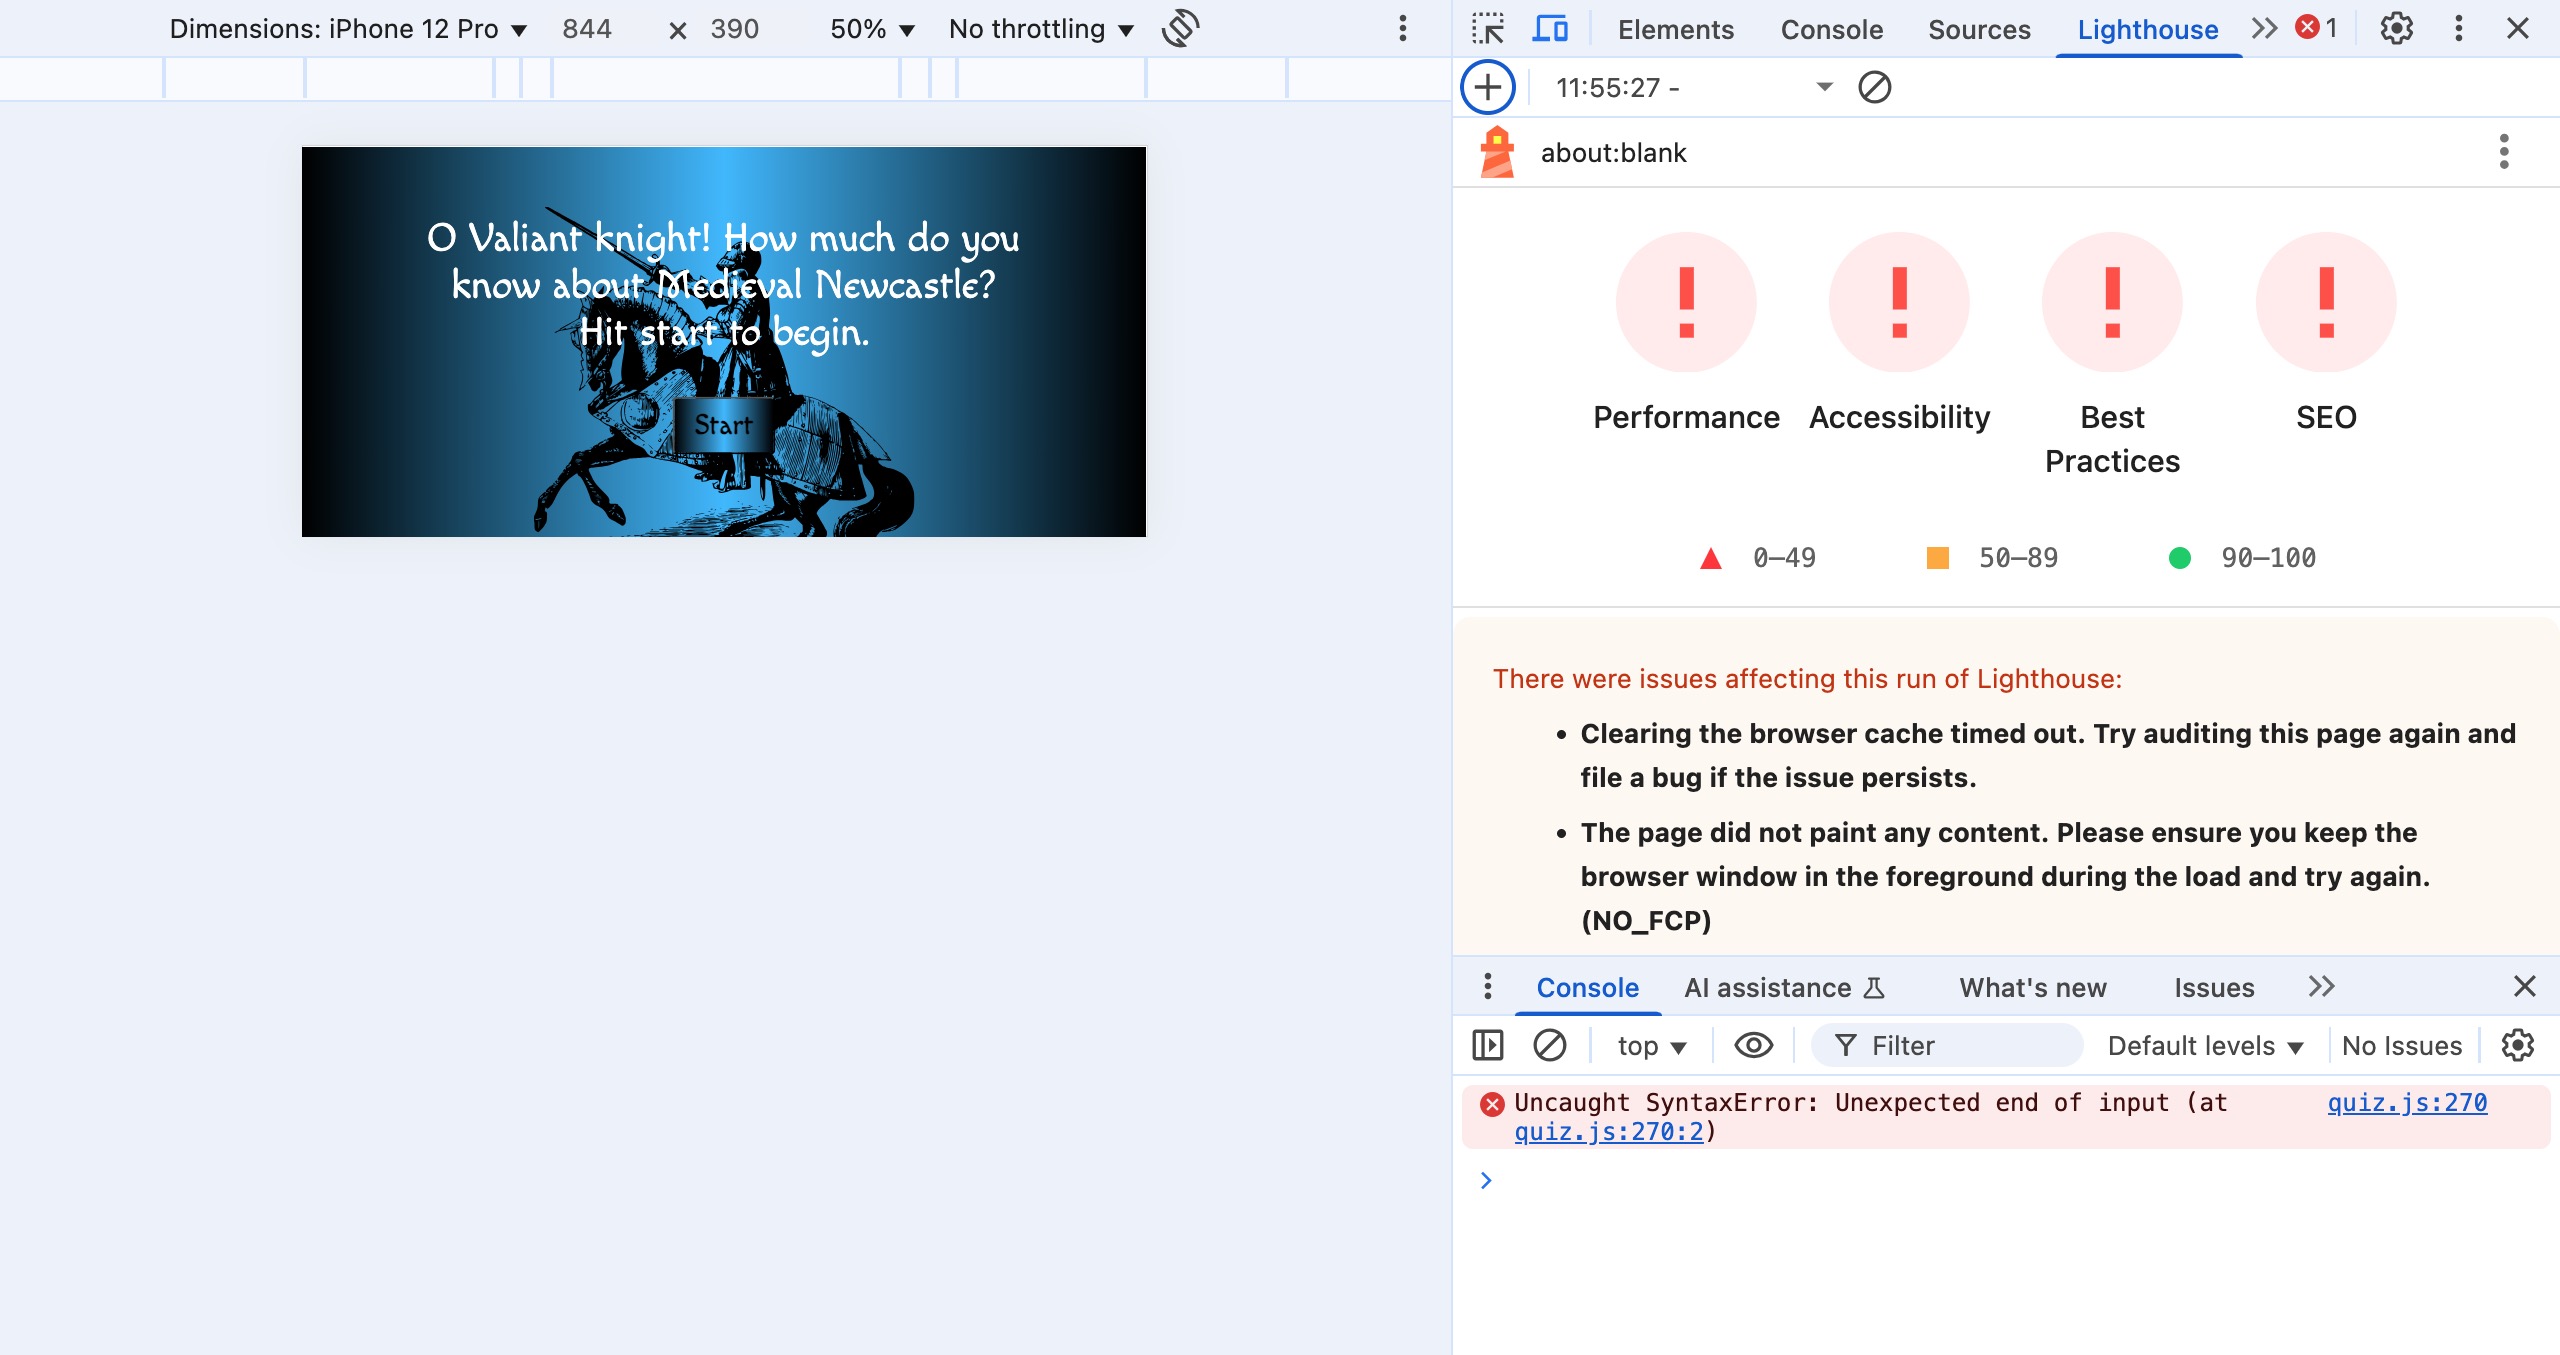 Dimensions: iPhone 12 Pro ▼ 844 × 390 50% ▼ No throttling ▼
Elements Console Sources Lighthouse 1
11:55:27 -
about:blank
O Valiant knight! How much do you
know about Medieval Newcastle?
Hit start to begin.
Start
Performance Accessibility Best Practices SEO
0–49 50–89 90–100
There were issues affecting this run of Lighthouse:
• Clearing the browser cache timed out. Try auditing this page again and
file a bug if the issue persists.
• The page did not paint any content. Please ensure you keep the
browser window in the foreground during the load and try again.
(NO_FCP)
Console AI assistance What's new Issues
top ▼ Filter Default levels ▼ No Issues
Uncaught SyntaxError: Unexpected end of input (at quiz.js:270
quiz.js:270:2)